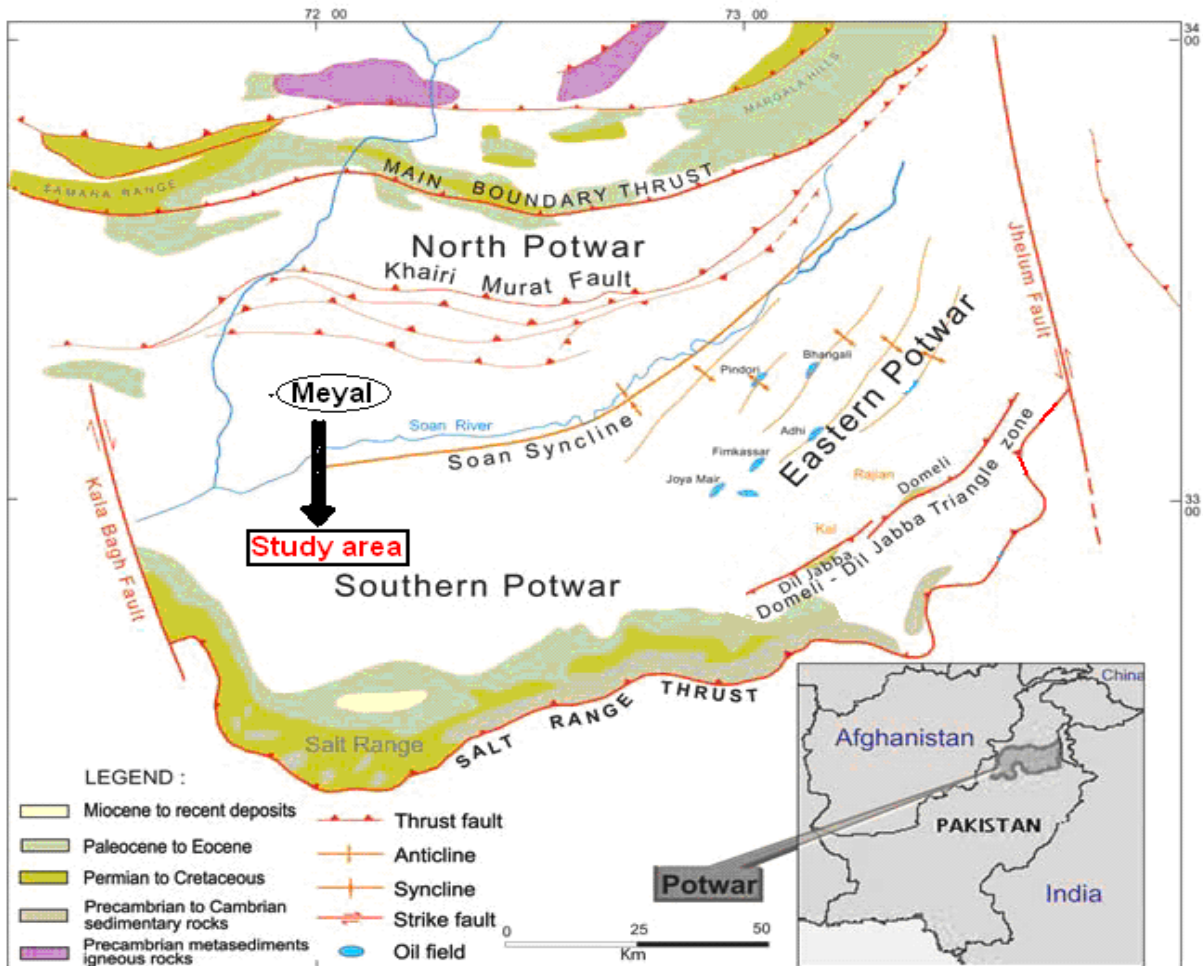 72 00
73 00
34 00
MARGALA HILLS
SAMANA RANGE
MAIN BOUNDARY THRUST
North Potwar
Khairi Murat Fault
Jhelum Fault
Meyal
Soan River
Soan Syncline
Pindori
Bhangali
Eastern Potwar
Adhi
Fimkassar
Joya Mair
Rajian
Domeli
Kal
Dil Jabba
Domeli - Dil Jabba Triangle zone
33 00
Kala Bagh Fault
Study area
Southern Potwar
SALT RANGE THRUST
Salt Range
LEGEND :
Miocene to recent deposits
Paleocene to Eocene
Permian to Cretaceous
Precambrian to Cambrian
sedimentary rocks
Precambrian metasediments
igneous rocks
Thrust fault
Anticline
Syncline
Strike fault
Oil field
0 25 50
Km
Potwar
China
Afghanistan
PAKISTAN
India